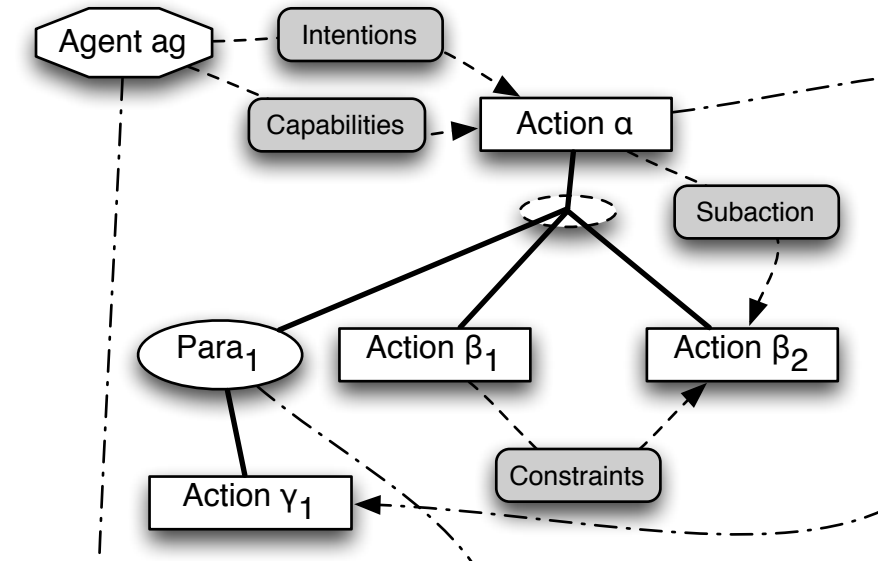 Agent ag
Intentions
Capabilities
Action α
Subaction
Para₁
Action β₁
Action β₂
Constraints
Action γ₁